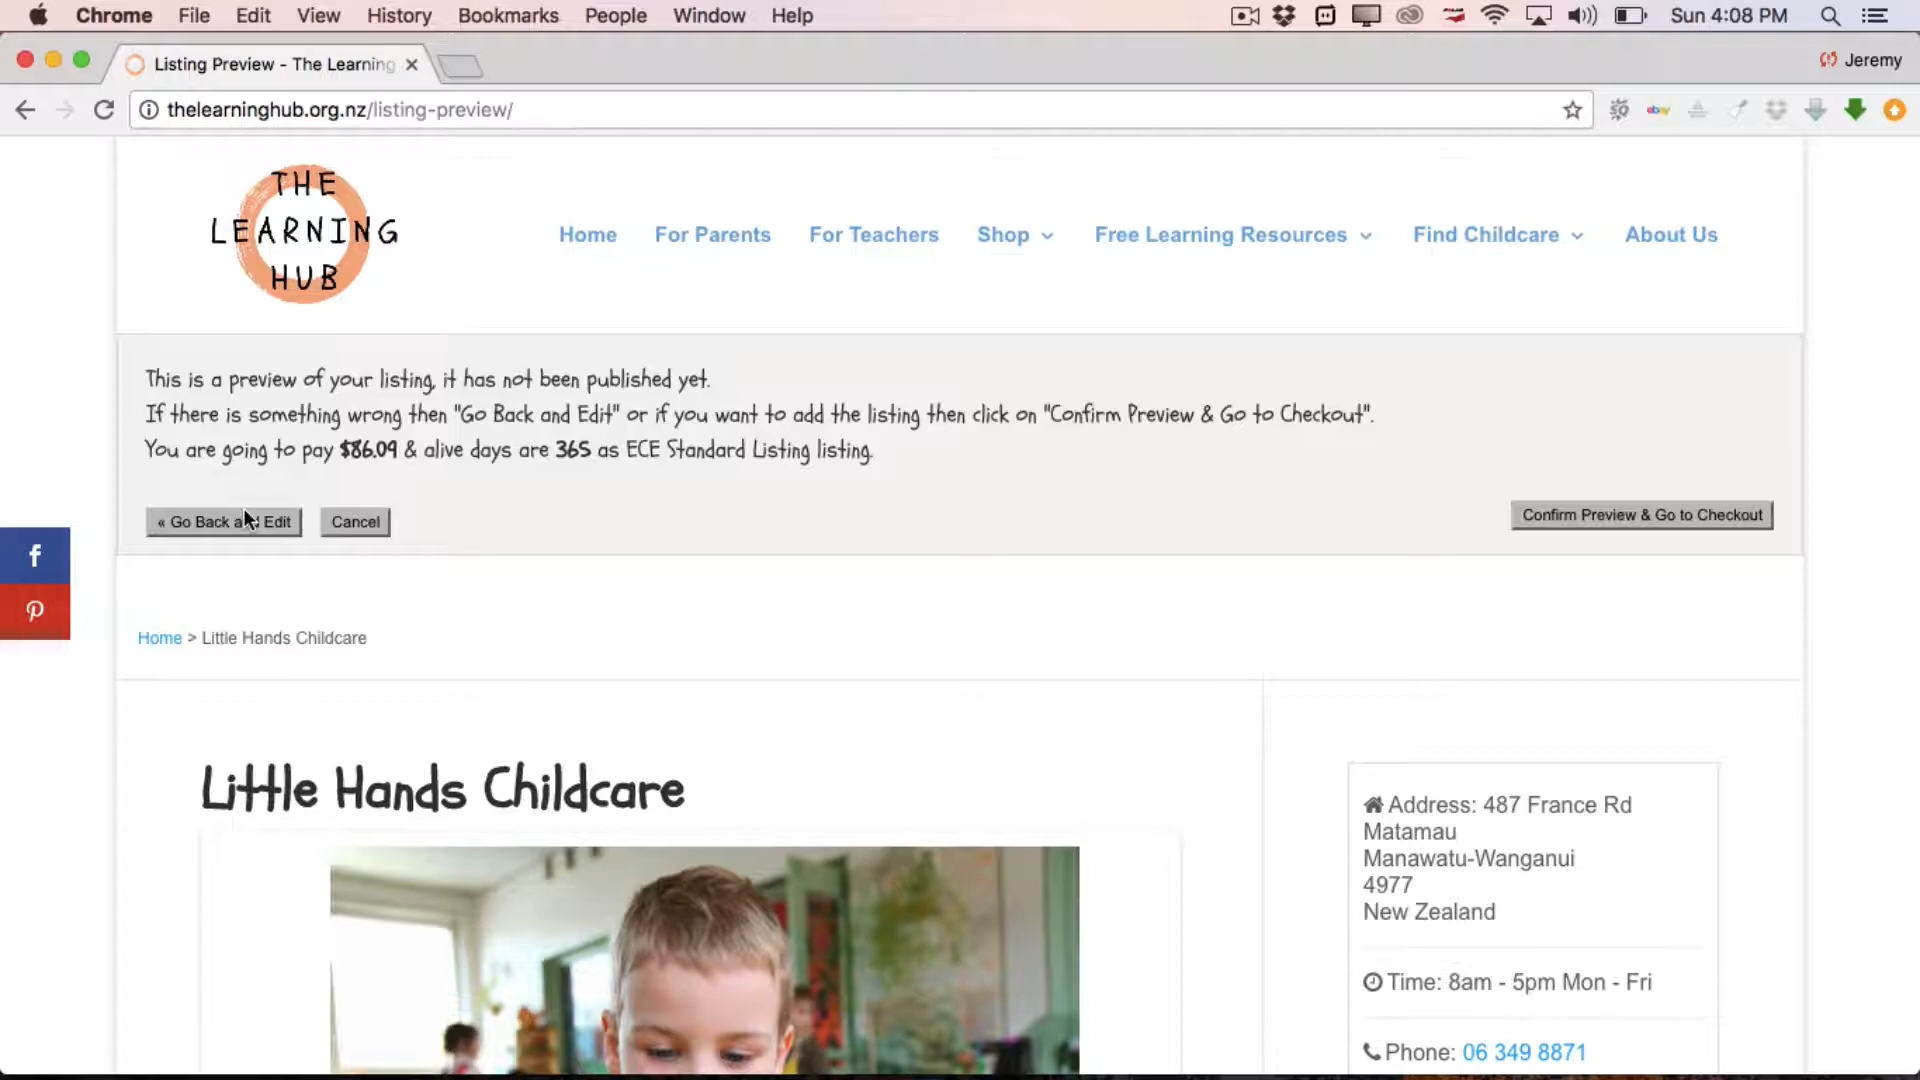 Chrome File Edit View History Bookmarks People Window Help Sun 4:08 PM
Listing Preview - The Learning
Jeremy
thelearninghub.org.nz/listing-preview/
ebay
THE
LEARNING
HUB
Home For Parents For Teachers Shop Free Learning Resources Find Childcare About Us
This is a preview of your listing, it has not been published yet.
If there is something wrong then "Go Back and Edit" or if you want to add the listing then click on "Confirm Preview & Go to Checkout".
You are going to pay $86.09 & alive days are 365 as ECE Standard Listing listing.
« Go Back and Edit Cancel Confirm Preview & Go to Checkout
Home > Little Hands Childcare
Little Hands Childcare
Address: 487 France Rd
Matamau
Manawatu-Wanganui
4977
New Zealand
Time: 8am - 5pm Mon - Fri
Phone: 06 349 8871